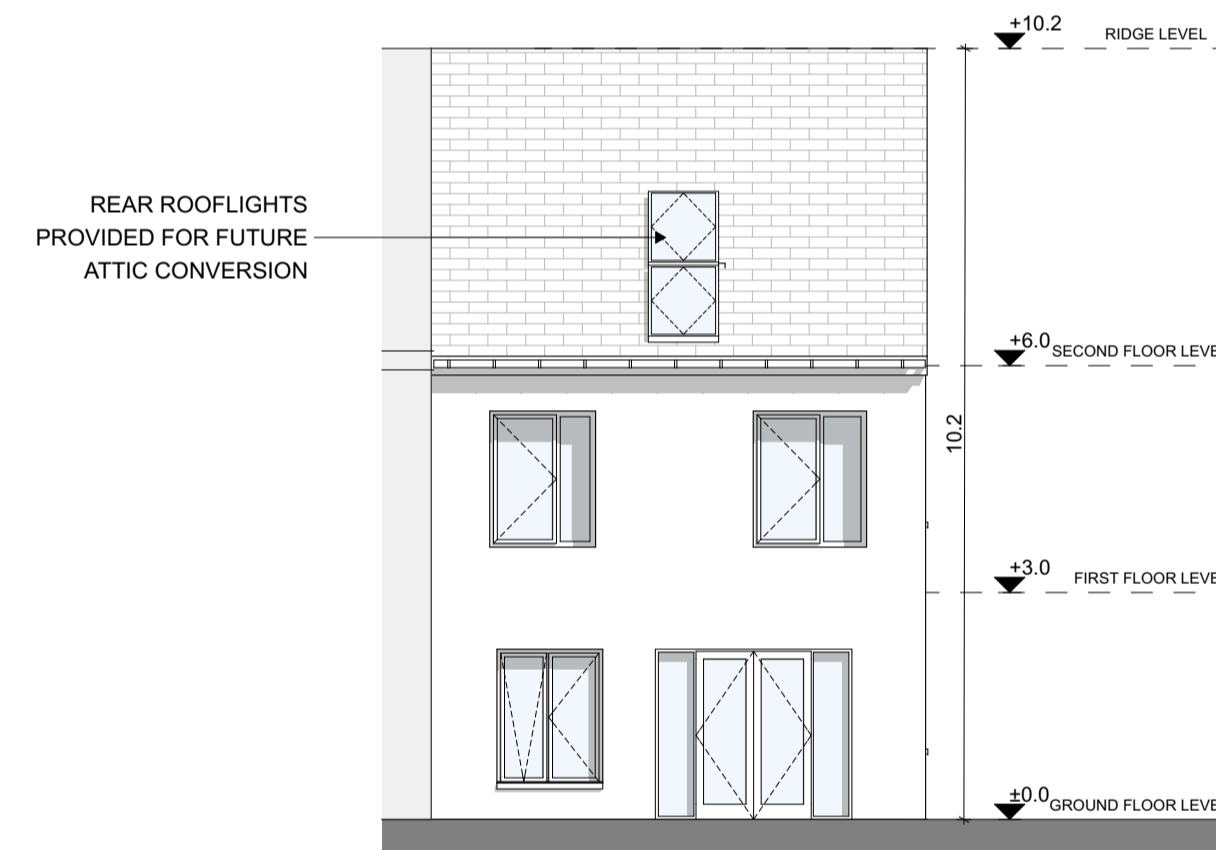 +10.2
RIDGE LEVEL
REAR ROOFLIGHTS
PROVIDED FOR FUTURE
ATTIC CONVERSION
+6.0
SECOND FLOOR LEVE
10.2
+3.0
FIRST FLOOR LEVE
±0.0
GROUND FLOOR LEVE